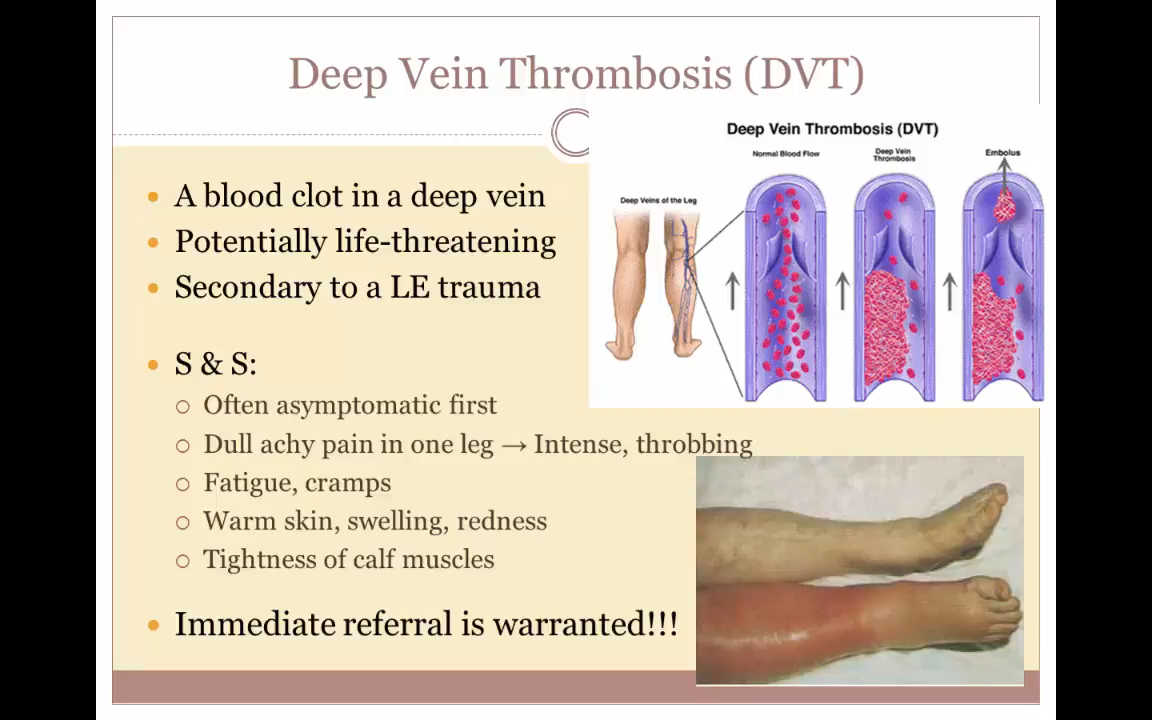 Deep Vein Thrombosis (DVT)
A blood clot in a deep vein
Potentially life-threatening
Secondary to a LE trauma
S & S:
Often asymptomatic first
Dull achy pain in one leg → Intense, throbbing
Fatigue, cramps
Warm skin, swelling, redness
Tightness of calf muscles
Immediate referral is warranted!!!
Deep Vein Thrombosis (DVT)
Normal Blood Flow
Deep Vein
Thrombosis
Embolus
Deep Veins of the Leg